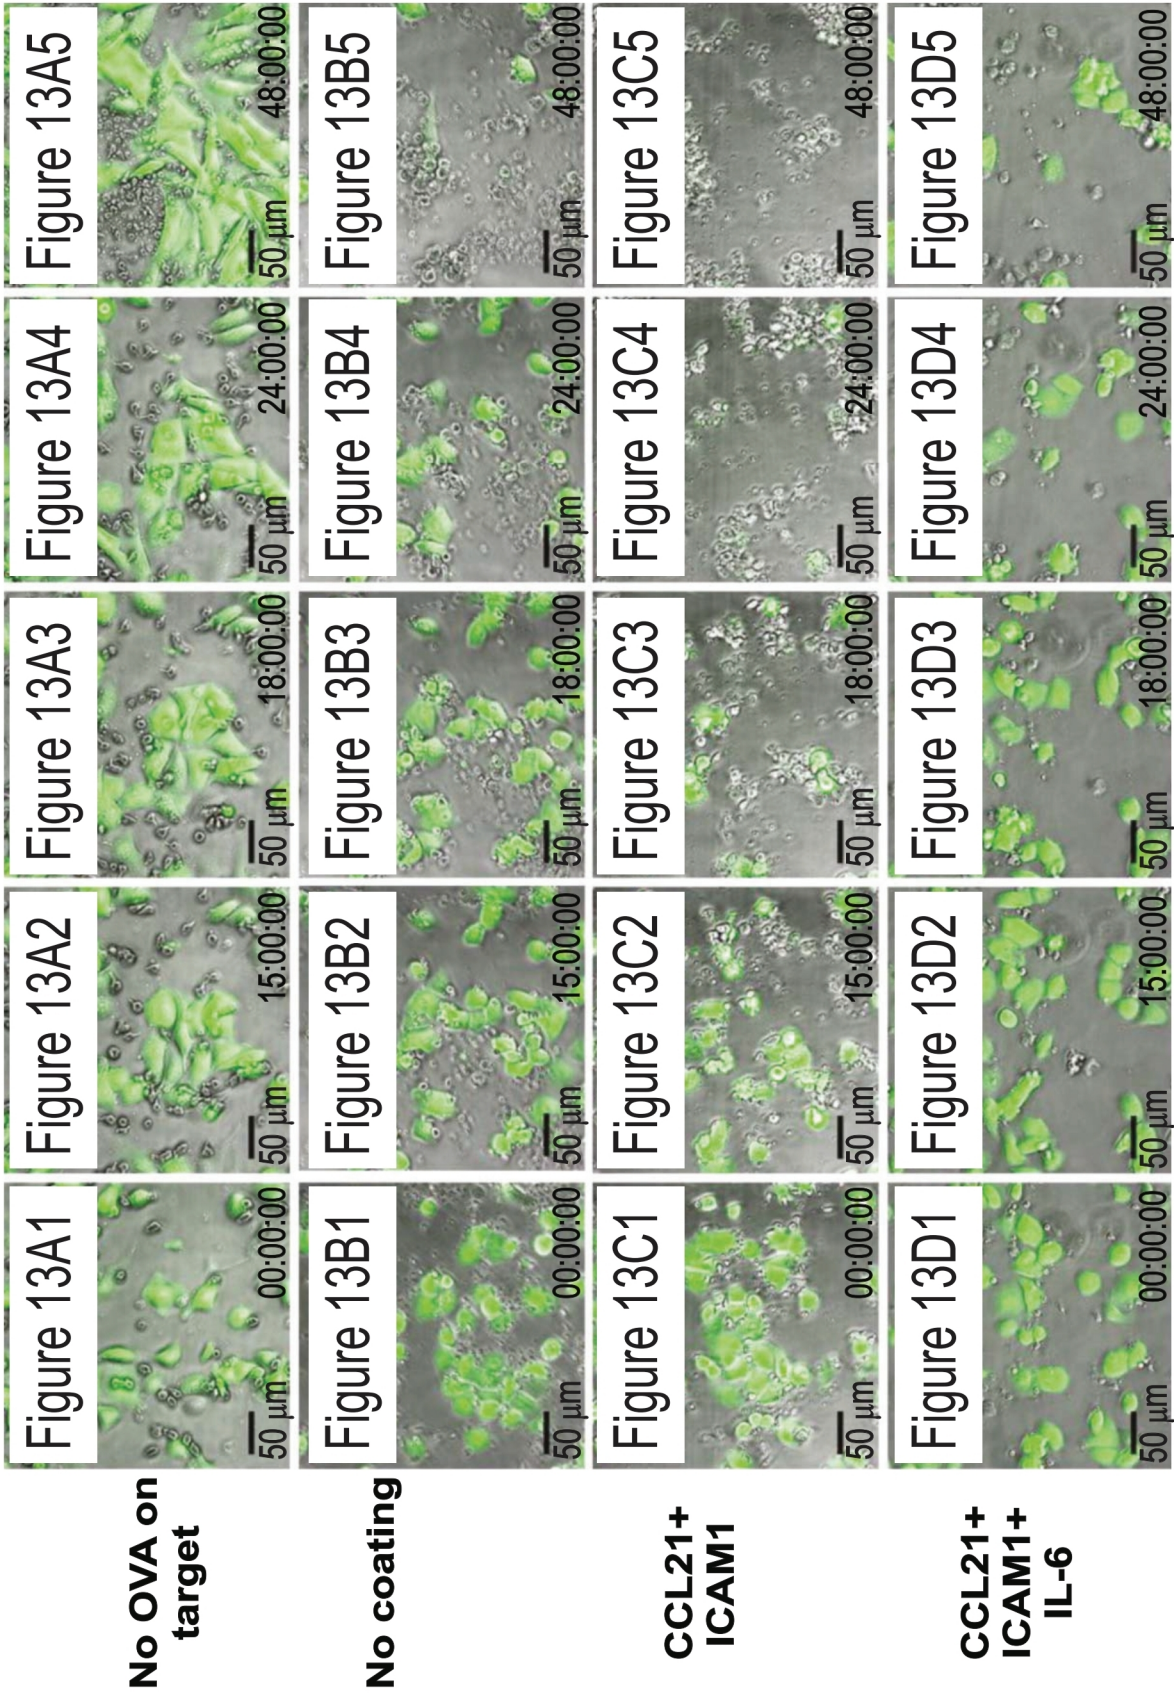 No OVA on
target
Figure 13A1
50 µm
00:00:00
Figure 13A2
50 µm
15:00:00
Figure 13A3
50 µm
18:00:00
Figure 13A4
50 µm
24:00:00
Figure 13A5
50 µm
48:00:00
No coating
Figure 13B1
50 µm
00:00:00
Figure 13B2
50 µm
15:00:00
Figure 13B3
50 µm
18:00:00
Figure 13B4
50 µm
24:00:00
Figure 13B5
50 µm
48:00:00
CCL21+
ICAM1
Figure 13C1
50 µm
00:00:00
Figure 13C2
50 µm
15:00:00
Figure 13C3
50 µm
18:00:00
Figure 13C4
50 µm
24:00:00
Figure 13C5
50 µm
48:00:00
CCL21+
ICAM1+
IL-6
Figure 13D1
50 µm
00:00:00
Figure 13D2
50 µm
15:00:00
Figure 13D3
50 µm
18:00:00
Figure 13D4
50 µm
24:00:00
Figure 13D5
50 µm
48:00:00